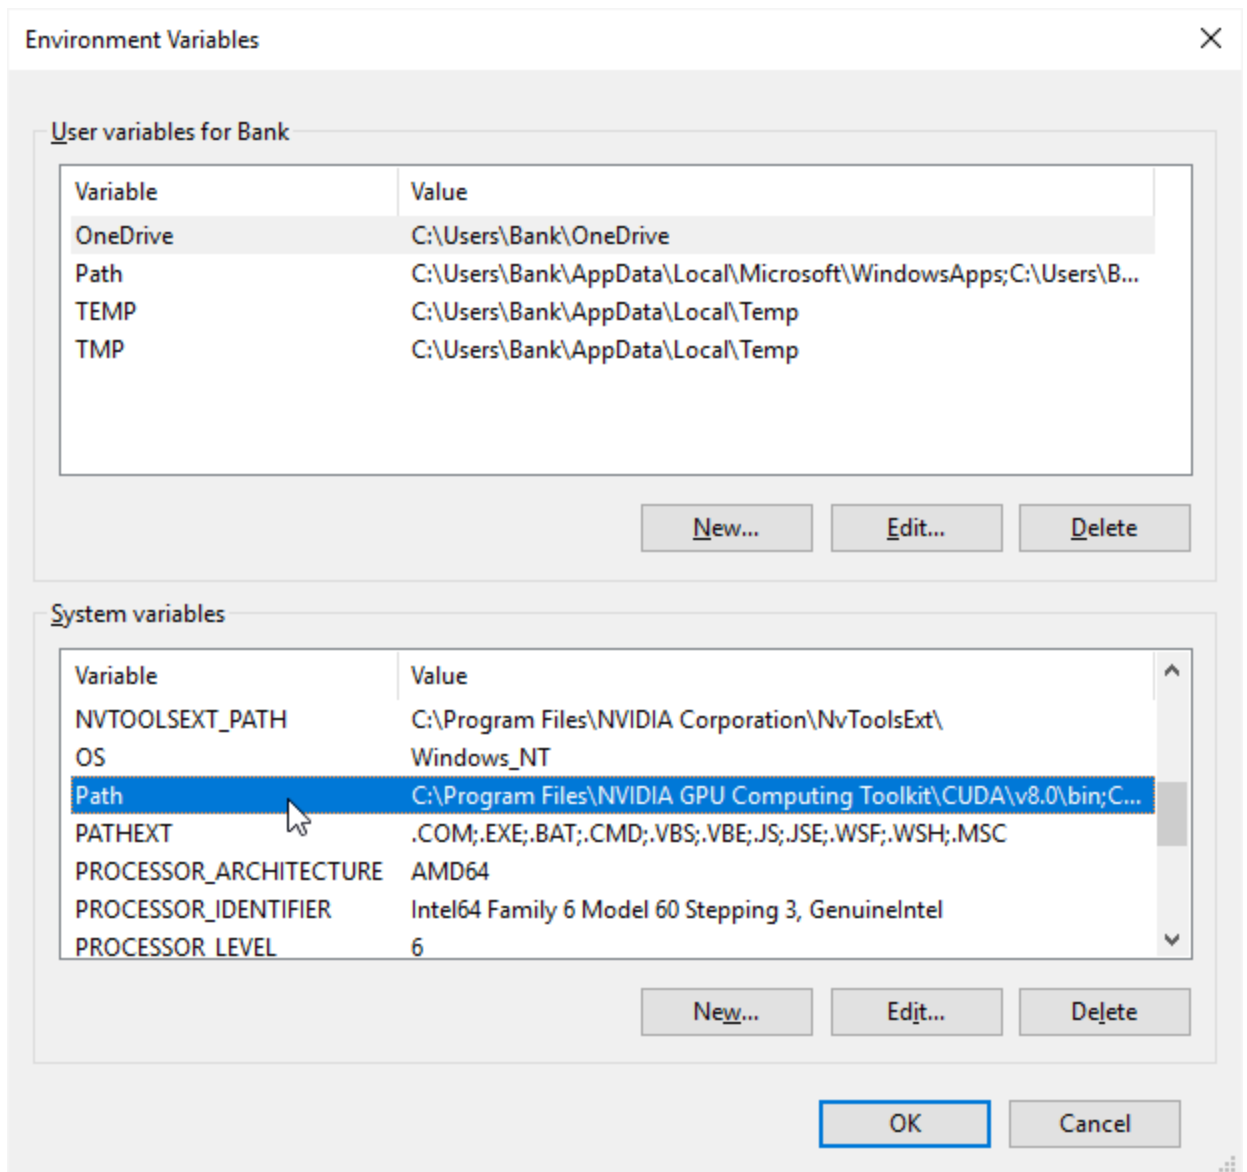 Environment Variables
User variables for Bank
Variable Value
OneDrive C:\Users\Bank\OneDrive
Path C:\Users\Bank\AppData\Local\Microsoft\WindowsApps;C:\Users\B...
TEMP C:\Users\Bank\AppData\Local\Temp
TMP C:\Users\Bank\AppData\Local\Temp
New... Edit... Delete
System variables
Variable Value
NVTOOLSEXT_PATH C:\Program Files\NVIDIA Corporation\NvToolsExt\
OS Windows_NT
Path C:\Program Files\NVIDIA GPU Computing Toolkit\CUDA\v8.0\bin;C...
PATHEXT .COM;.EXE;.BAT;.CMD;.VBS;.VBE;.JS;.JSE;.WSF;.WSH;.MSC
PROCESSOR_ARCHITECTURE AMD64
PROCESSOR_IDENTIFIER Intel64 Family 6 Model 60 Stepping 3, GenuineIntel
PROCESSOR_LEVEL 6
New... Edit... Delete
OK Cancel